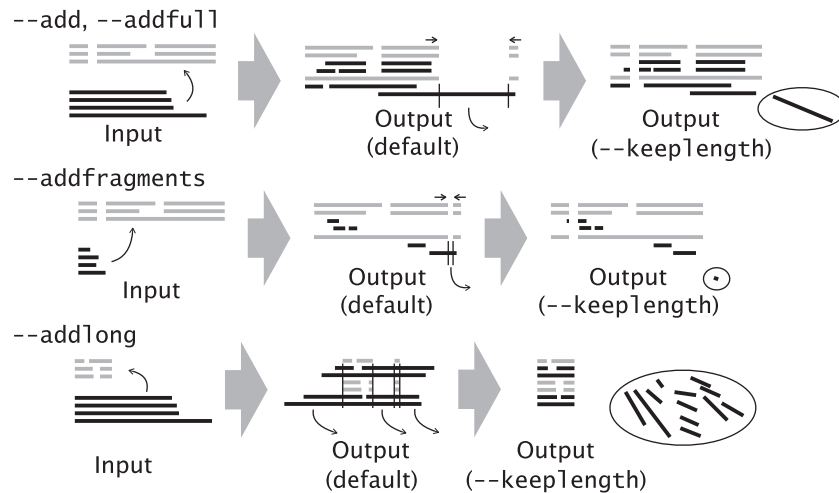 --add, --addfull
Input
Output
(default)
Output
(--keeplength)
--addfragments
Input
Output
(default)
Output
(--keeplength)
--addlong
Input
Output
(default)
Output
(--keeplength)